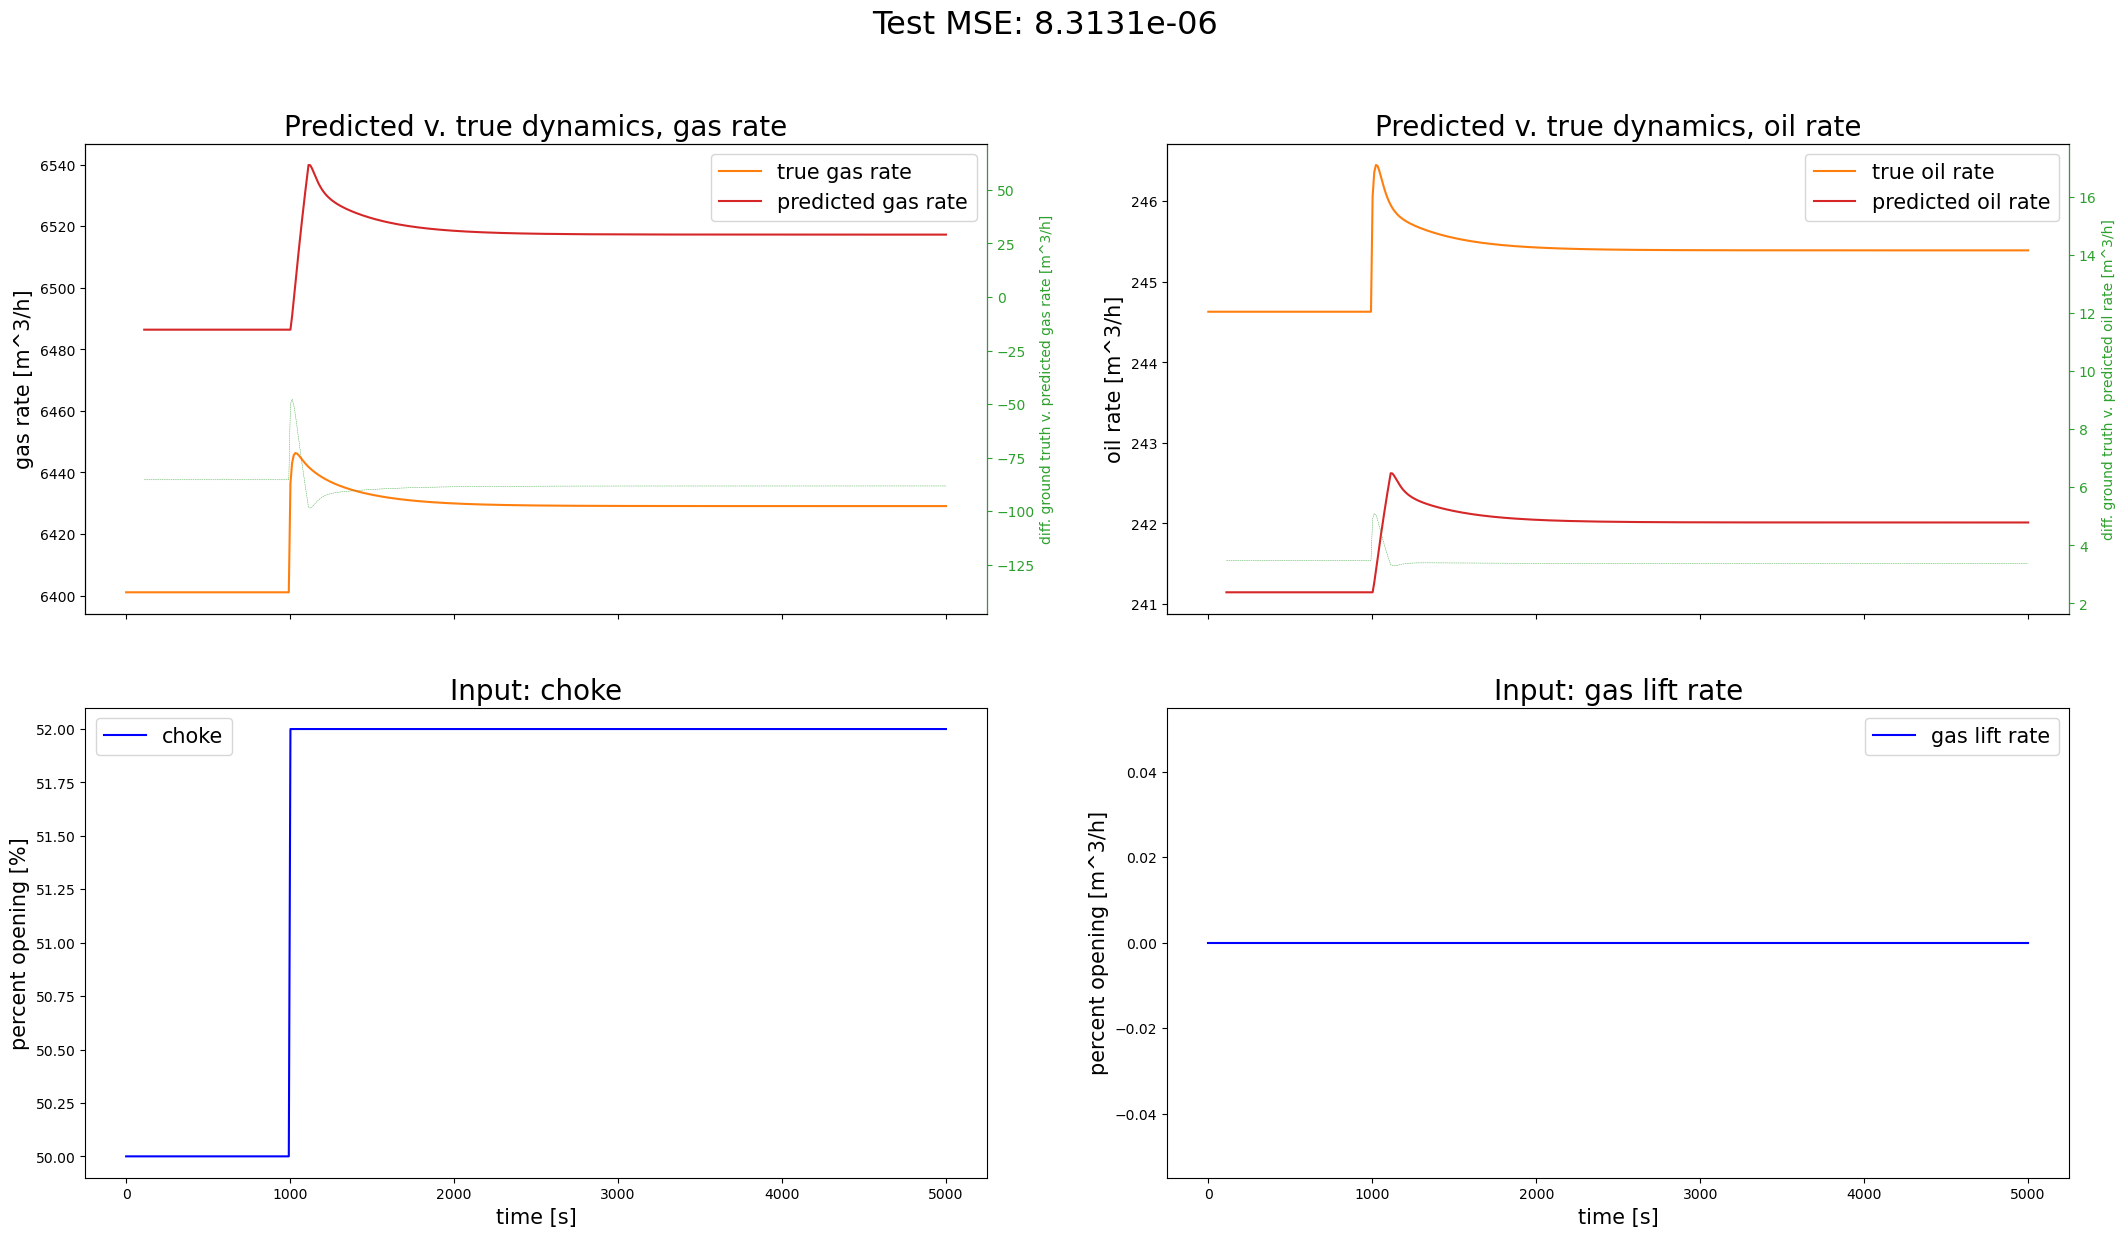 Test MSE: 8.3131e-06
Predicted v. true dynamics, gas rate
6540
6520
6500
6480
6460
6440
6420
6400
gas rate [m^3/h]
true gas rate
predicted gas rate
50
25
0
−25
−50
−75
−100
−125
diff. ground truth v. predicted gas rate [m^3/h]
Predicted v. true dynamics, oil rate
246
245
244
243
242
241
oil rate [m^3/h]
true oil rate
predicted oil rate
16
14
12
10
8
6
4
2
diff. ground truth v. predicted oil rate [m^3/h]
Input: choke
52.00
51.75
51.50
51.25
51.00
50.75
50.50
50.25
50.00
percent opening [%]
choke
0 1000 2000 3000 4000 5000
time [s]
Input: gas lift rate
0.04
0.02
0.00
−0.02
−0.04
percent opening [m^3/h]
gas lift rate
0 1000 2000 3000 4000 5000
time [s]